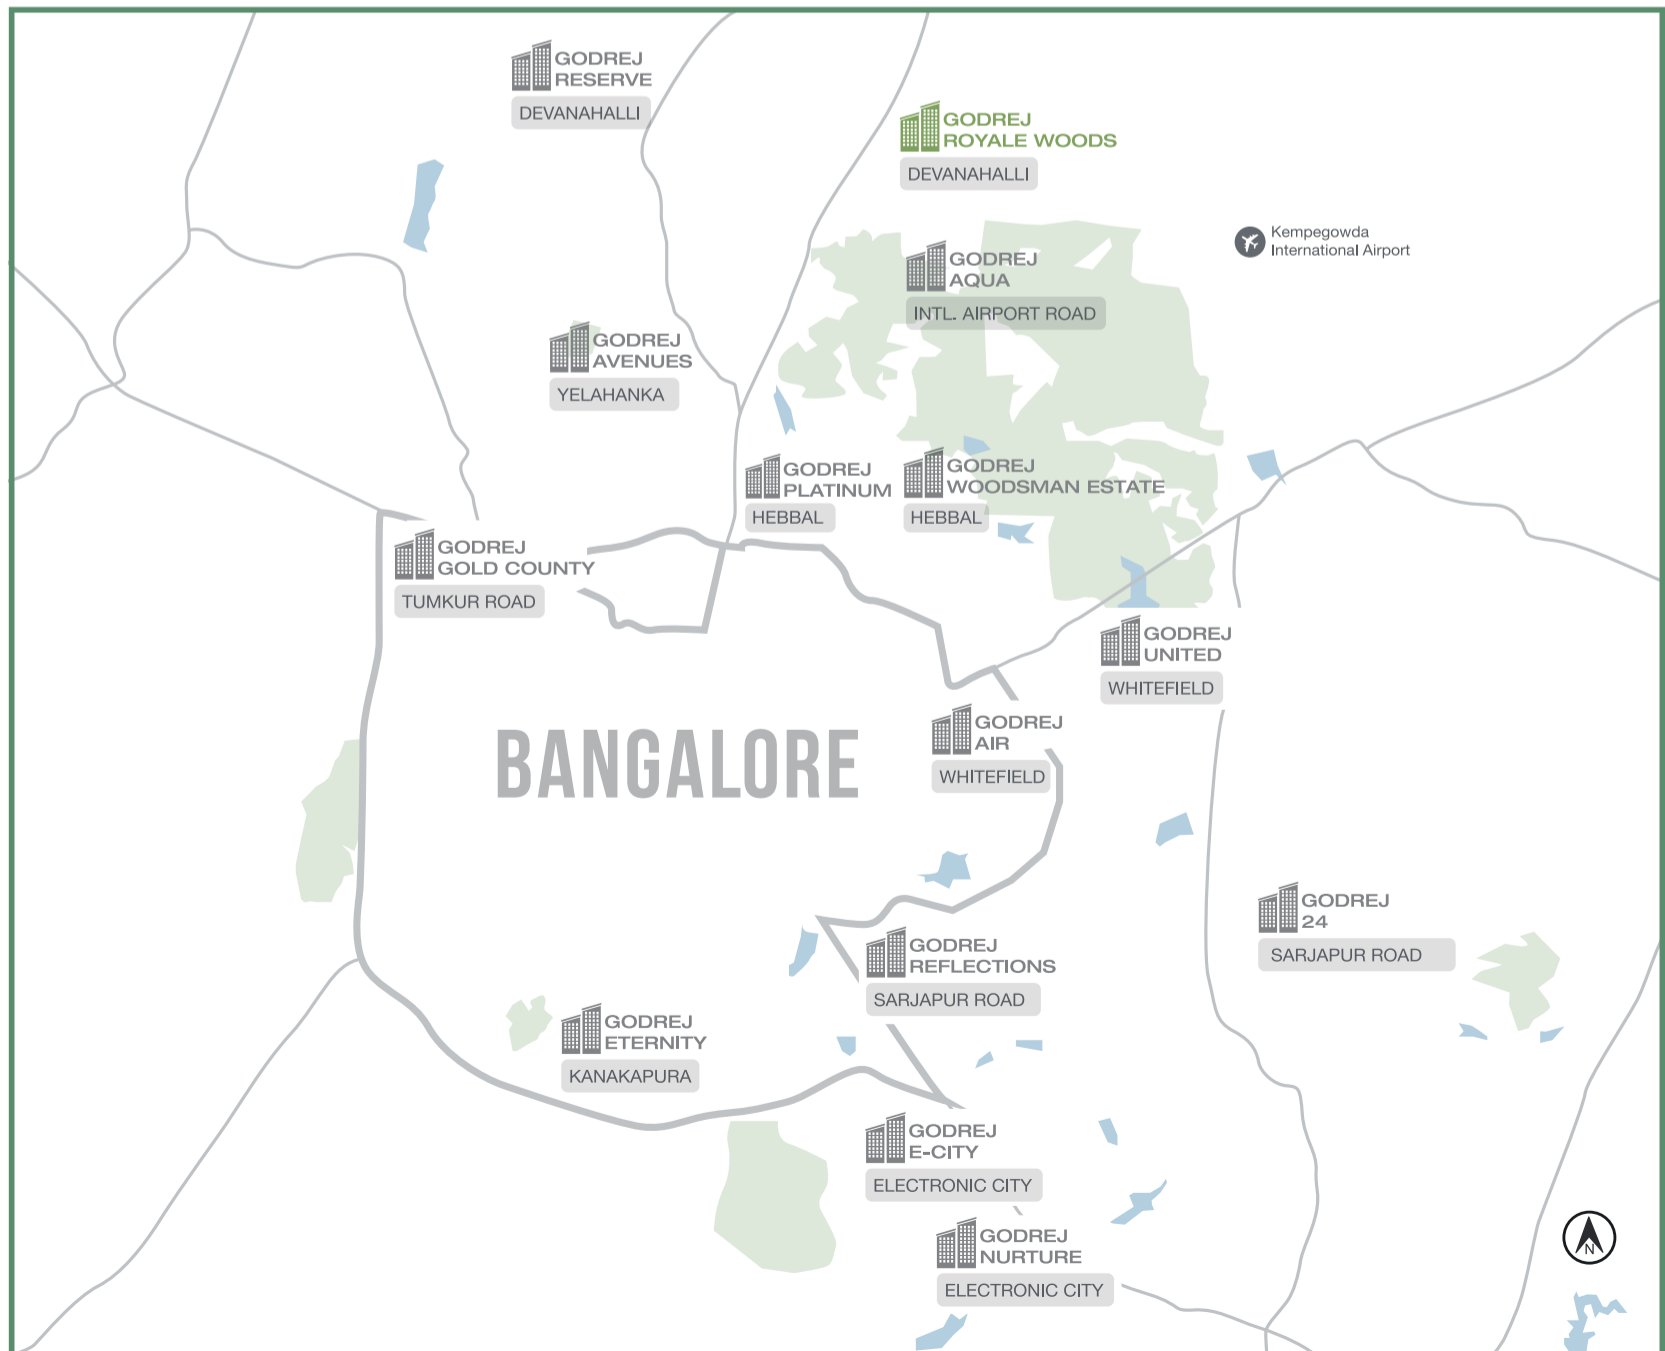 GODREJ
RESERVE
DEVANAHALLI
GODREJ
ROYALE WOODS
DEVANAHALLI
Kempegowda
International Airport
GODREJ
AQUA
INTL. AIRPORT ROAD
GODREJ
AVENUES
YELAHANKA
GODREJ
PLATINUM
HEBBAL
GODREJ
WOODSMAN ESTATE
HEBBAL
GODREJ
GOLD COUNTY
TUMKUR ROAD
GODREJ
UNITED
WHITEFIELD
GODREJ
AIR
WHITEFIELD
BANGALORE
GODREJ
24
SARJAPUR ROAD
GODREJ
REFLECTIONS
SARJAPUR ROAD
GODREJ
ETERNITY
KANAKAPURA
GODREJ
E-CITY
ELECTRONIC CITY
GODREJ
NURTURE
ELECTRONIC CITY
N